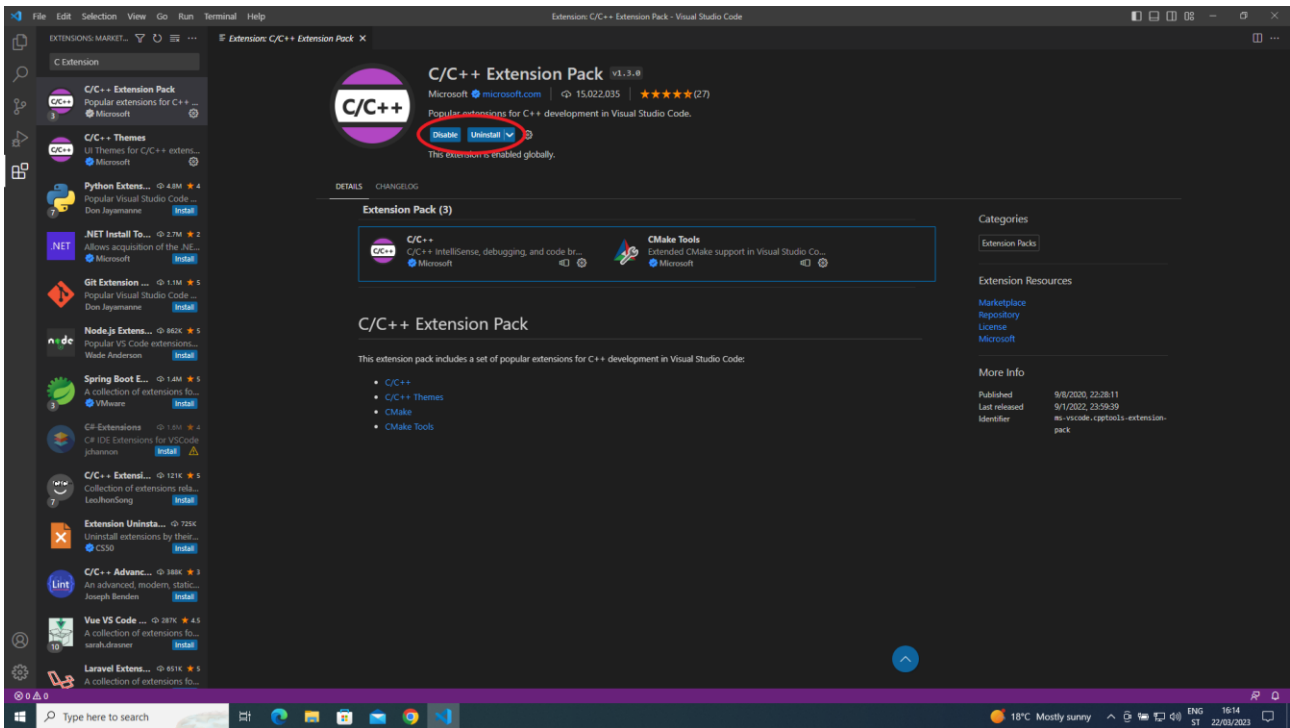 File Edit Selection View Go Run Terminal Help
Extension: C/C++ Extension Pack - Visual Studio Code
EXTENSIONS: MARKET...
C Extension
C/C++ Extension Pack
Popular extensions for C++ ...
3
Microsoft
C/C++
C/C++ Themes
UI Themes for C/C++ extens...
Microsoft
C/C++
Python Extens... 4.8M ★ 4
Popular Visual Studio Code ...
7
Don Jayamanne Install
.NET
.NET Install To... 2.7M ★ 2
Allows acquisition of the .NE...
Microsoft Install
Git Extension ... 1.1M ★ 5
Popular Visual Studio Code ...
Don Jayamanne Install
node
Node.js Extens... 862K ★ 5
Popular VS Code extensions...
Wade Anderson Install
Spring Boot E... 1.4M ★ 5
A collection of extensions fo...
3
VMware Install
C# Extensions 1.8M ★ 4
C# IDE Extensions for VSCode
jchannon Install
C/C++ Extensi... 121K ★ 5
Collection of extensions rela...
7
LeoJhonSong Install
Extension Uninsta... 725K
Uninstall extensions by their...
CS50 Install
Lint
C/C++ Advanc... 388K ★ 3
An advanced, modern, static...
Joseph Benden Install
Vue VS Code ... 287K ★ 4.5
A collection of extensions fo...
10
sarah.drasner Install
Laravel Extens... 651K ★ 5
A collection of extensions fo...
Extension: C/C++ Extension Pack
C/C++
C/C++ Extension Pack v1.3.0
Microsoft microsoft.com 15,022,035 ★★★★★(27)
Popular extensions for C++ development in Visual Studio Code.
Disable Uninstall
This extension is enabled globally.
DETAILS CHANGELOG
Extension Pack (3)
C/C++
C/C++
C/C++ IntelliSense, debugging, and code br...
Microsoft
CMake Tools
Extended CMake support in Visual Studio Co...
Microsoft
C/C++ Extension Pack
This extension pack includes a set of popular extensions for C++ development in Visual Studio Code:
• C/C++
• C/C++ Themes
• CMake
• CMake Tools
Categories
Extension Packs
Extension Resources
Marketplace
Repository
License
Microsoft
More Info
Published 9/8/2020, 22:28:11
Last released 9/1/2022, 23:59:39
Identifier ms-vscode.cpptools-extension-
pack
0 0
Type here to search
18°C Mostly sunny
ENG
ST
16:14
22/03/2023